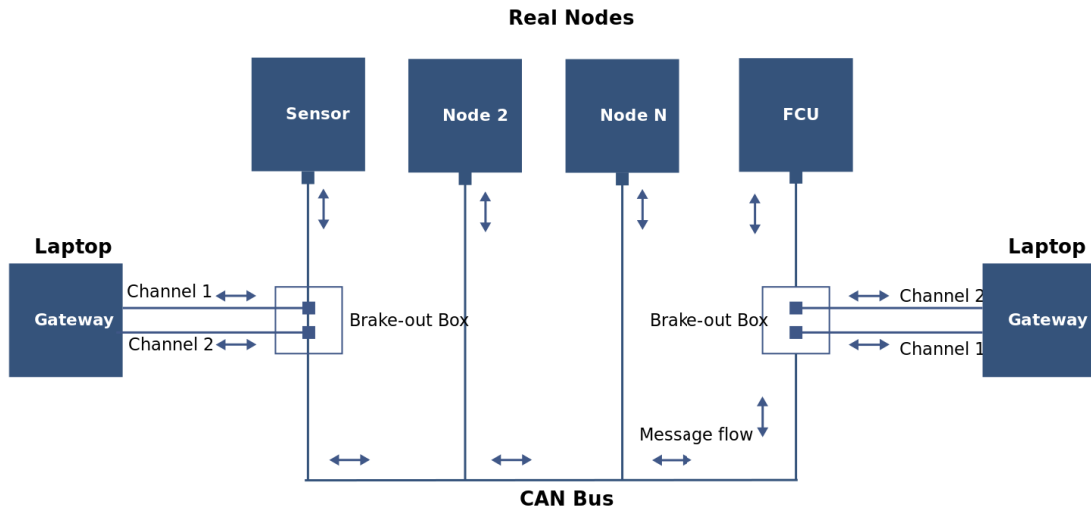 Real Nodes
Sensor
Node 2
Node N
FCU
Laptop
Laptop
Channel 1
Channel 2
Gateway
Brake-out Box
Brake-out Box
Gateway
Channel 2
Channel 1
Message flow
CAN Bus